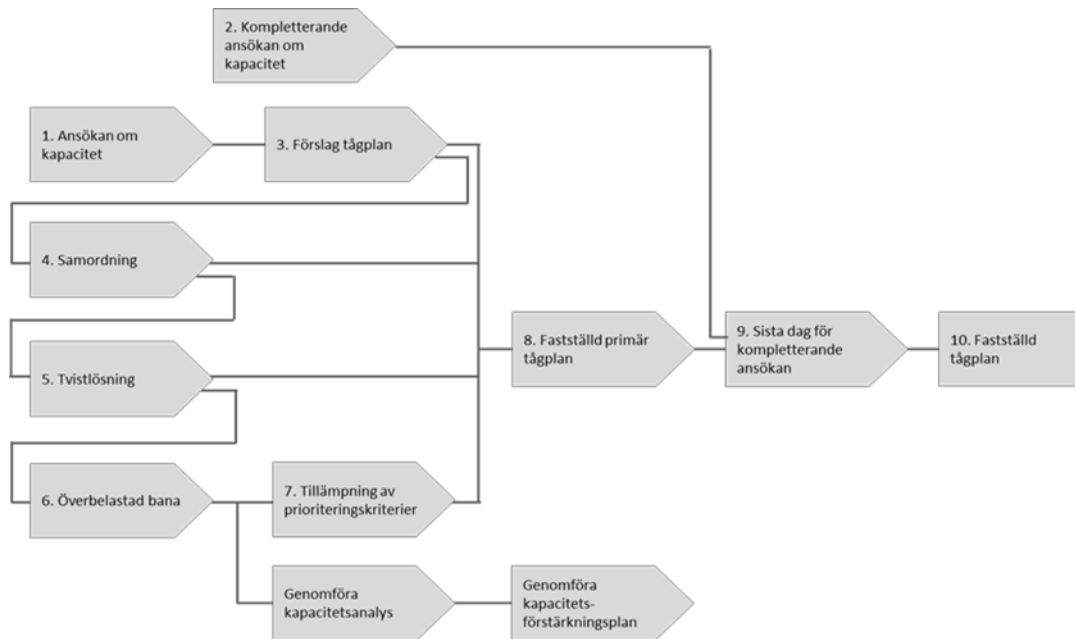 2. Kompletterande
ansökan om
kapacitet
1. Ansökan om
kapacitet
3. Förslag tågplan
4. Samordning
8. Fastställd primär
tågplan
9. Sista dag för
kompletterande
ansökan
10. Fastställd
tågplan
5. Tvistlösning
6. Överbelastad bana
7. Tillämpning av
prioriteringskriterier
Genomföra
kapacitetsanalys
Genomföra
kapacitets-
förstärkningsplan